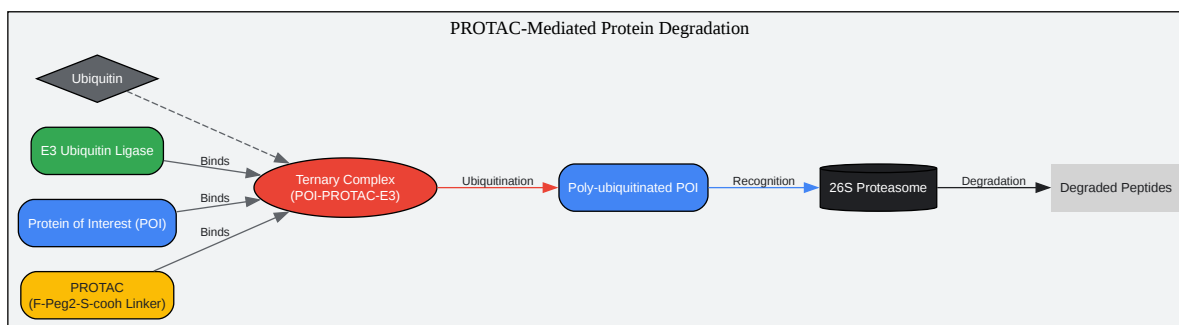 PROTAC-Mediated Protein Degradation
Ubiquitin
E3 Ubiquitin Ligase
Binds
Protein of Interest (POI)
Binds
PROTAC
(F-Peg2-S-cooh Linker)
Binds
Ternary Complex
(POI-PROTAC-E3)
Ubiquitination
Poly-ubiquitinated POI
Recognition
26S Proteasome
Degradation
Degraded Peptides